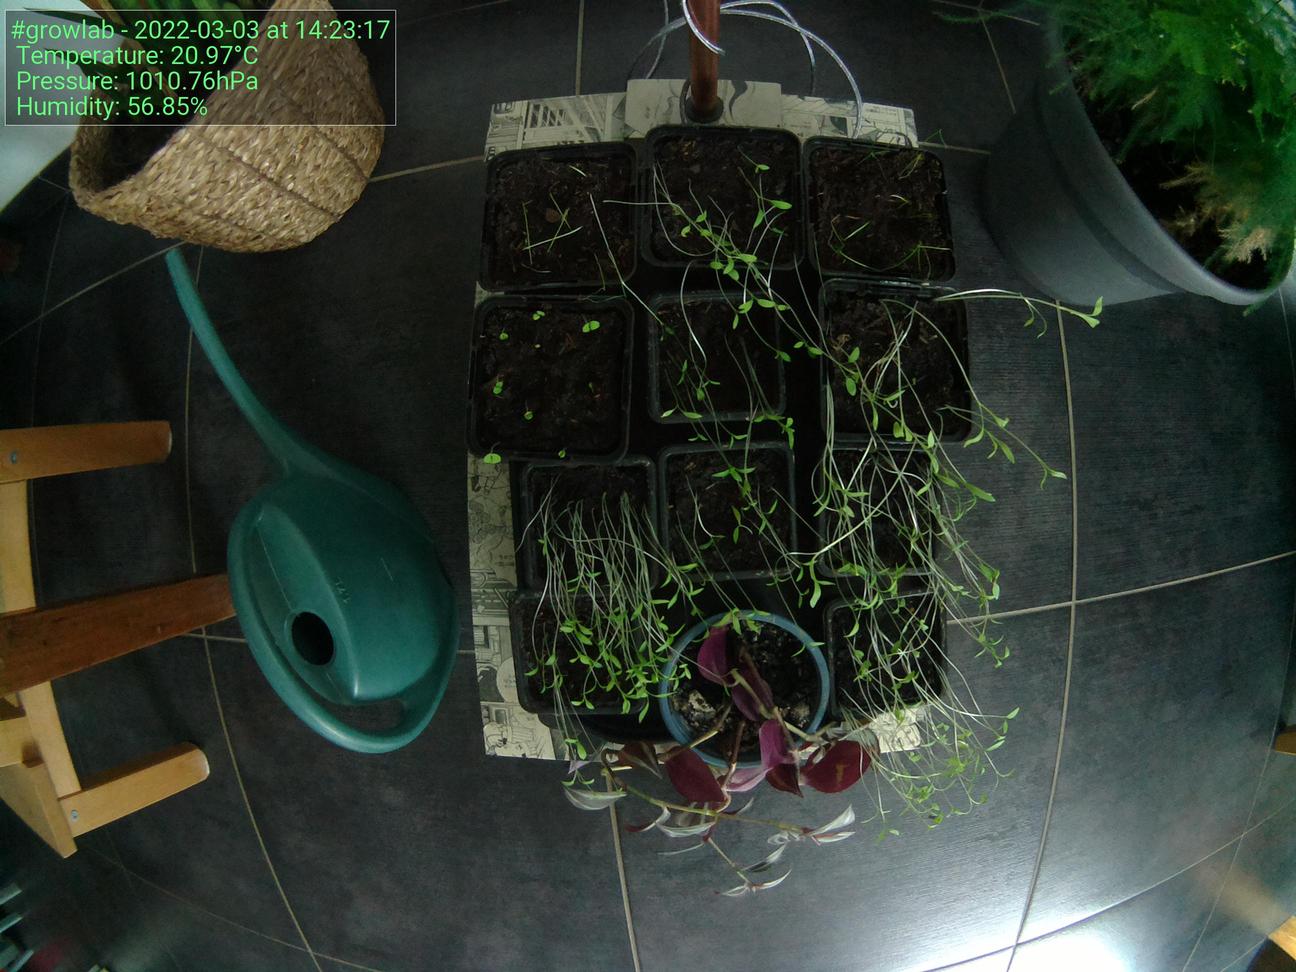 #growlab - 2022-03-03 at 14:23:17
Temperature: 20.97°C
Pressure: 1010.76hPa
Humidity: 56.85%